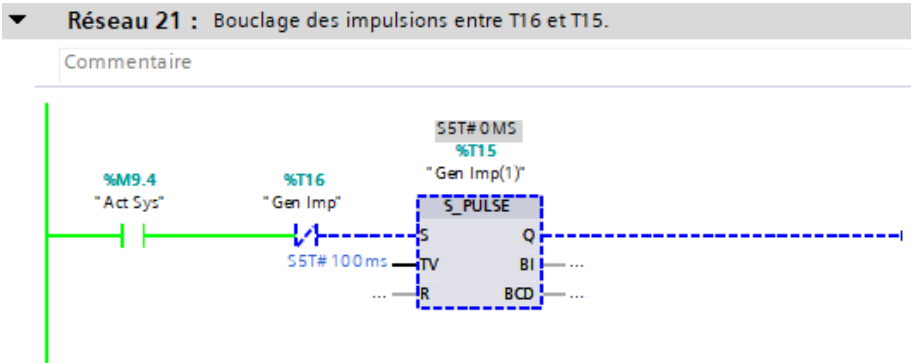 Réseau 21 : Bouclage des impulsions entre T16 et T15.
Commentaire
S5T#0MS
%T15
"Gen Imp(1)"
%M9.4
"Act Sys"
%T16
"Gen Imp"
S_PULSE
S Q
S5T#100ms TV BI ...
... R BCD ...